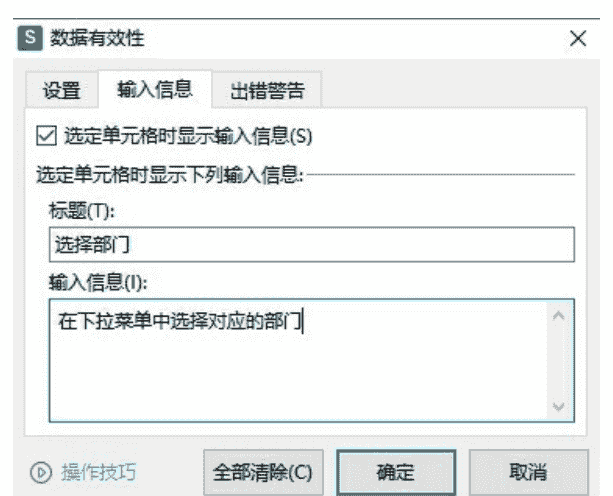 S 数据有效性
设置 输入信息 出错警告
选定单元格时显示输入信息(S)
选定单元格时显示下列输入信息:
标题(T):
选择部门
输入信息(I):
在下拉菜单中选择对应的部门
操作技巧 全部清除(C) 确定 取消